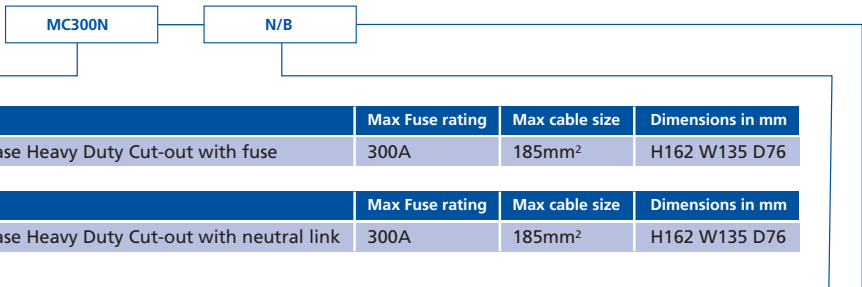 MC300N N/B
Max Fuse rating Max cable size Dimensions in mm
Heavy Duty Cut-out with fuse 300A 185mm² H162 W135 D76
Max Fuse rating Max cable size Dimensions in mm
Heavy Duty Cut-out with neutral link 300A 185mm² H162 W135 D76